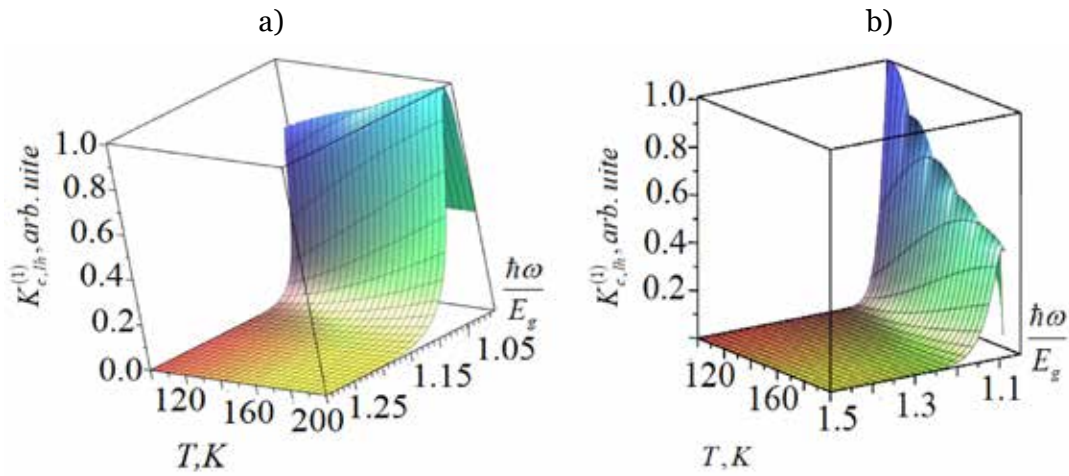 a)
b)
K_{c,lh}^{(1)}, arb. uite
1.0
0.8
0.6
0.4
0.2
0.0
120
160
200
T,K
1.25
1.15
1.05
ħω
E_g
K_{c,lh}^{(1)}, arb. uite
1.0
0.8
0.6
0.4
0.2
120
160
T,K
1.5
1.3
1.1
ħω
E_g